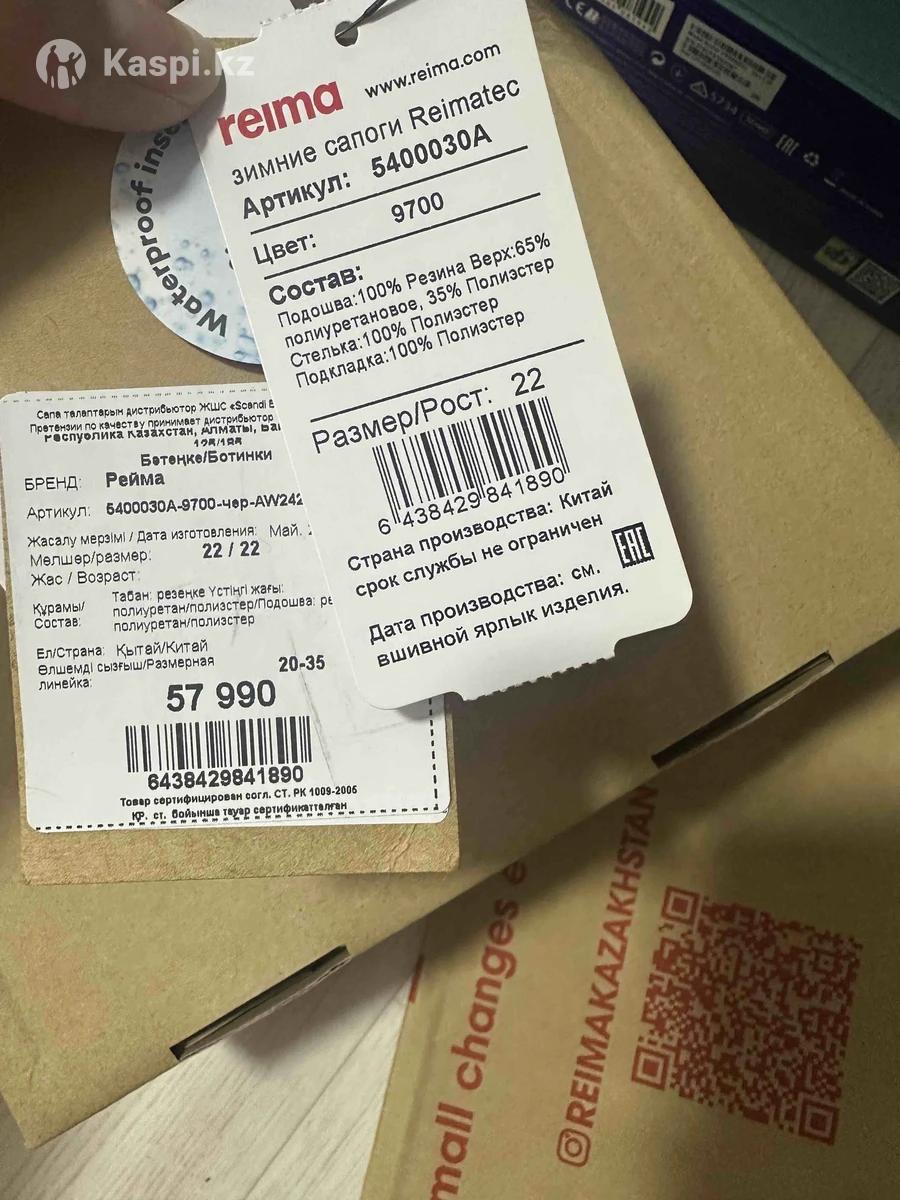 Kaspi.kz
reima www.reima.com
зимние сапоги Reimatec
Артикул: 5400030A
Цвет: 9700
Состав:
Подошва:100% Резина Верх:65%
полиуретановое, 35% Полиэстер
Стелька:100% Полиэстер
Подкладка:100% Полиэстер
Размер/Рост: 22
6 438429 841890
Страна производства: Китай
срок службы не ограничен
EAC
Дата производства: см.
вшивной ярлык изделия.
Waterproof
Сапа талаптарын дистрибьютор ЖШС «Scandi
Претензии по качеству принимает дистрибьютор
Республика Казахстан, Алматы,
Бәтеңке/Ботинки
БРЕНД: Рейма
Артикул: 5400030A-9700-чер-AW242
Жасалу мерзімі / Дата изготовления: Май.
Мөлшер/размер: 22 / 22
Жас / Возраст:
Құрамы/ Состав: Табан: резеңке Үстіңгі жағы:
полиуретан/полиэстер/Подошва:
полиуретан/полиэстер
Ел/Страна: Қытай/Китай
Өлшемді сызғыш/Размерная
линейка: 20-35
57 990
6438429841890
Товар сертифицирован согл. СТ. РК 1009-2005
ҚР. ст. бойынша тауар сертификатталған
mall changes
@REIMAKAZAKHSTAN
EAC